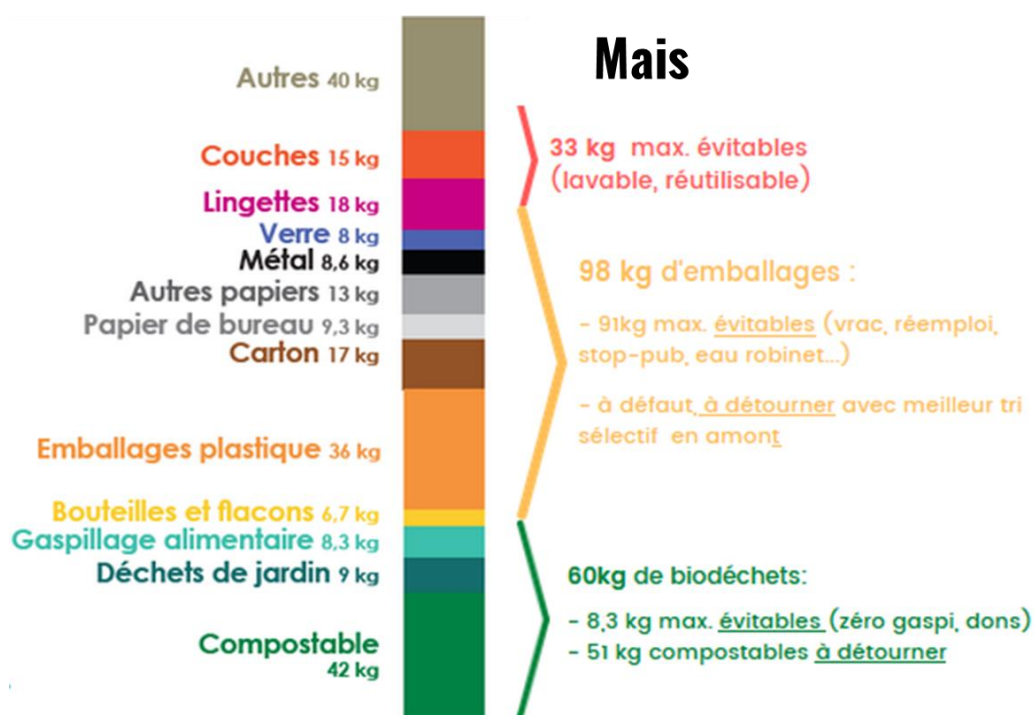 Mais
Autres 40 kg
Couches 15 kg
Lingettes 18 kg
Verre 8 kg
Métal 8,6 kg
Autres papiers 13 kg
Papier de bureau 9,3 kg
Carton 17 kg
Emballages plastique 36 kg
Bouteilles et flacons 6,7 kg
Gaspillage alimentaire 8,3 kg
Déchets de jardin 9 kg
Compostable
42 kg
33 kg max. évitables
(lavable, réutilisable)
98 kg d'emballages :
- 91kg max. évitables (vrac, réemploi,
stop-pub, eau robinet...)
- à défaut, à détourner avec meilleur tri
sélectif en amont
60kg de biodéchets:
- 8,3 kg max. évitables (zéro gaspi, dons)
- 51 kg compostables à détourner